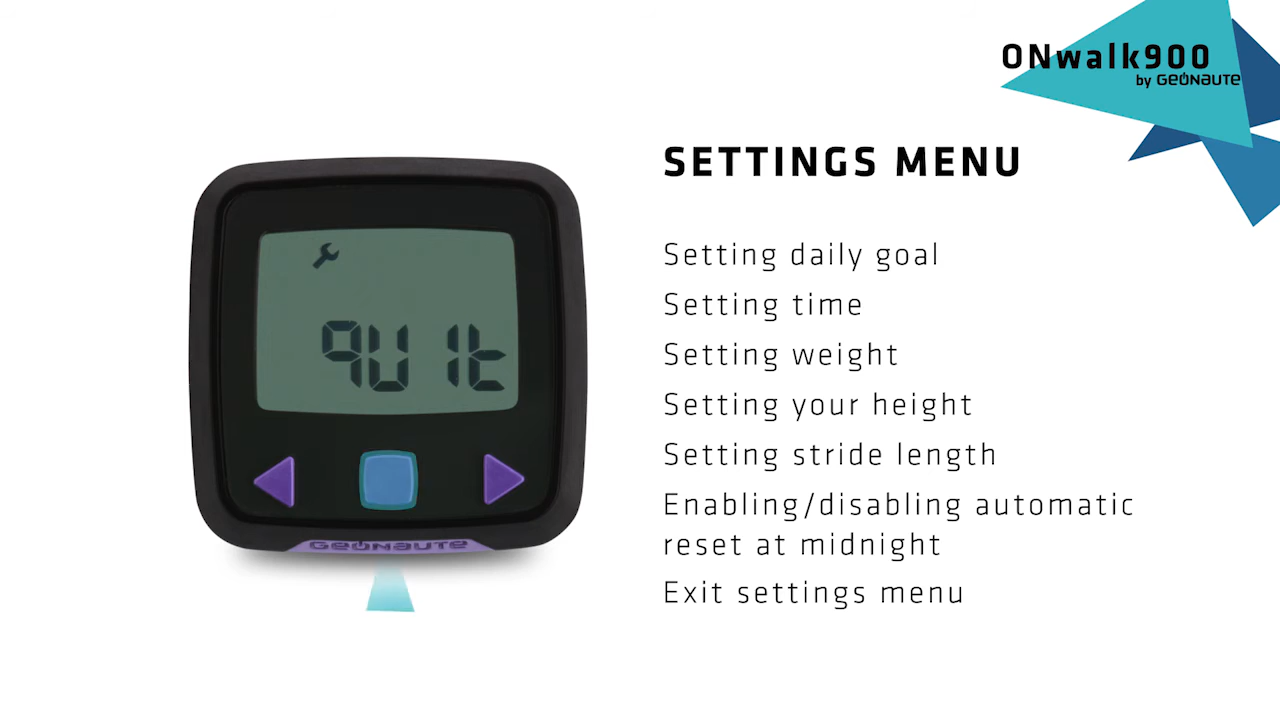 ONwalk900
by GEONAUTE
SETTINGS MENU
quit
Setting daily goal
Setting time
Setting weight
Setting your height
Setting stride length
Enabling/disabling automatic
reset at midnight
Exit settings menu
GEONAUTE